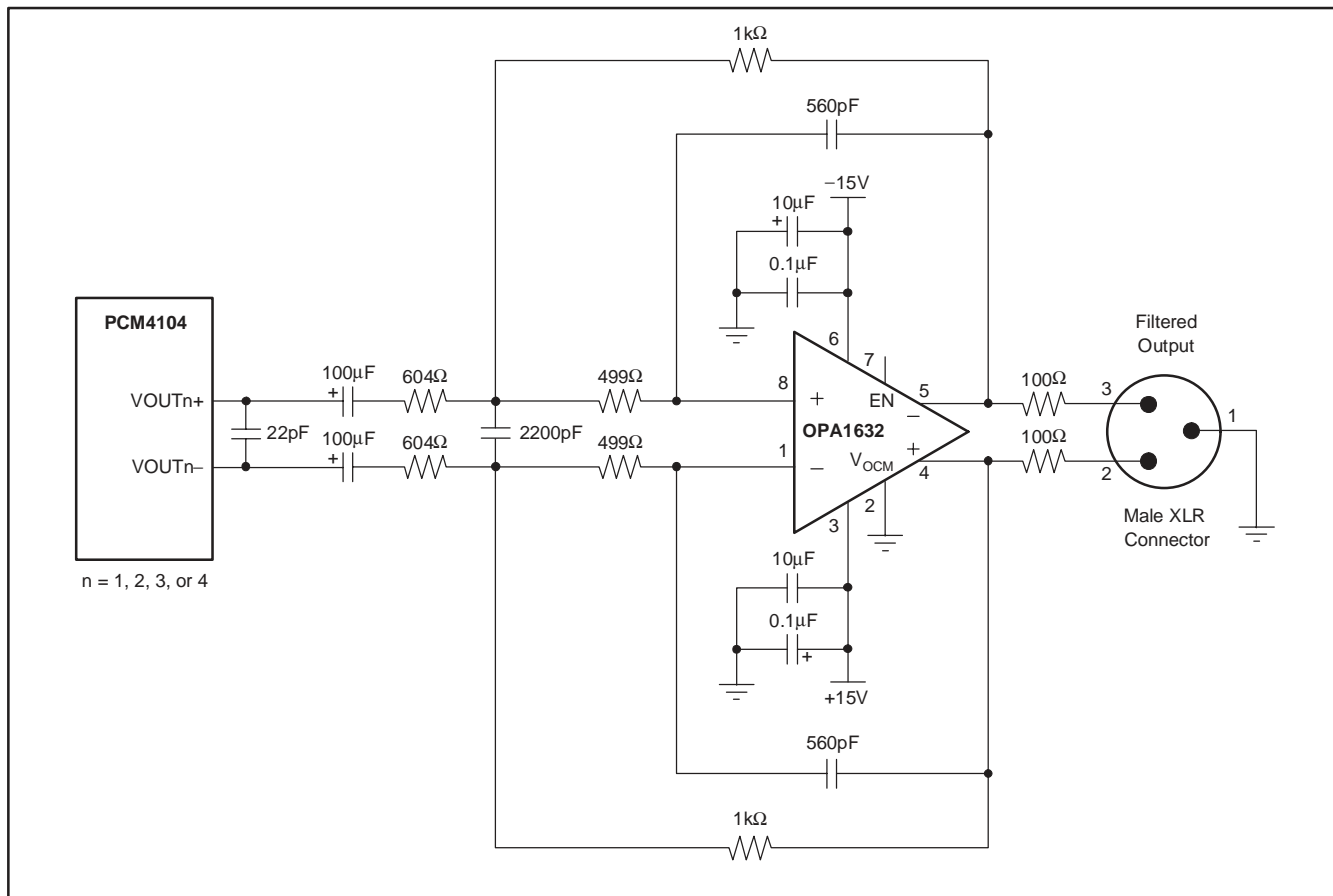 1kΩ
560pF
−15V
10μF
+
0.1μF
PCM4104
6
7
Filtered
Output
100μF
604Ω
499Ω
8
EN
5
100Ω
3
1
VOUTn+
+
+
−
22pF
100μF
604Ω
2200pF
499Ω
OPA1632
+
100Ω
VOUTn−
+
1
−
VOCM
4
2
3
2
Male XLR
Connector
10μF
n = 1, 2, 3, or 4
0.1μF
+
+15V
560pF
1kΩ